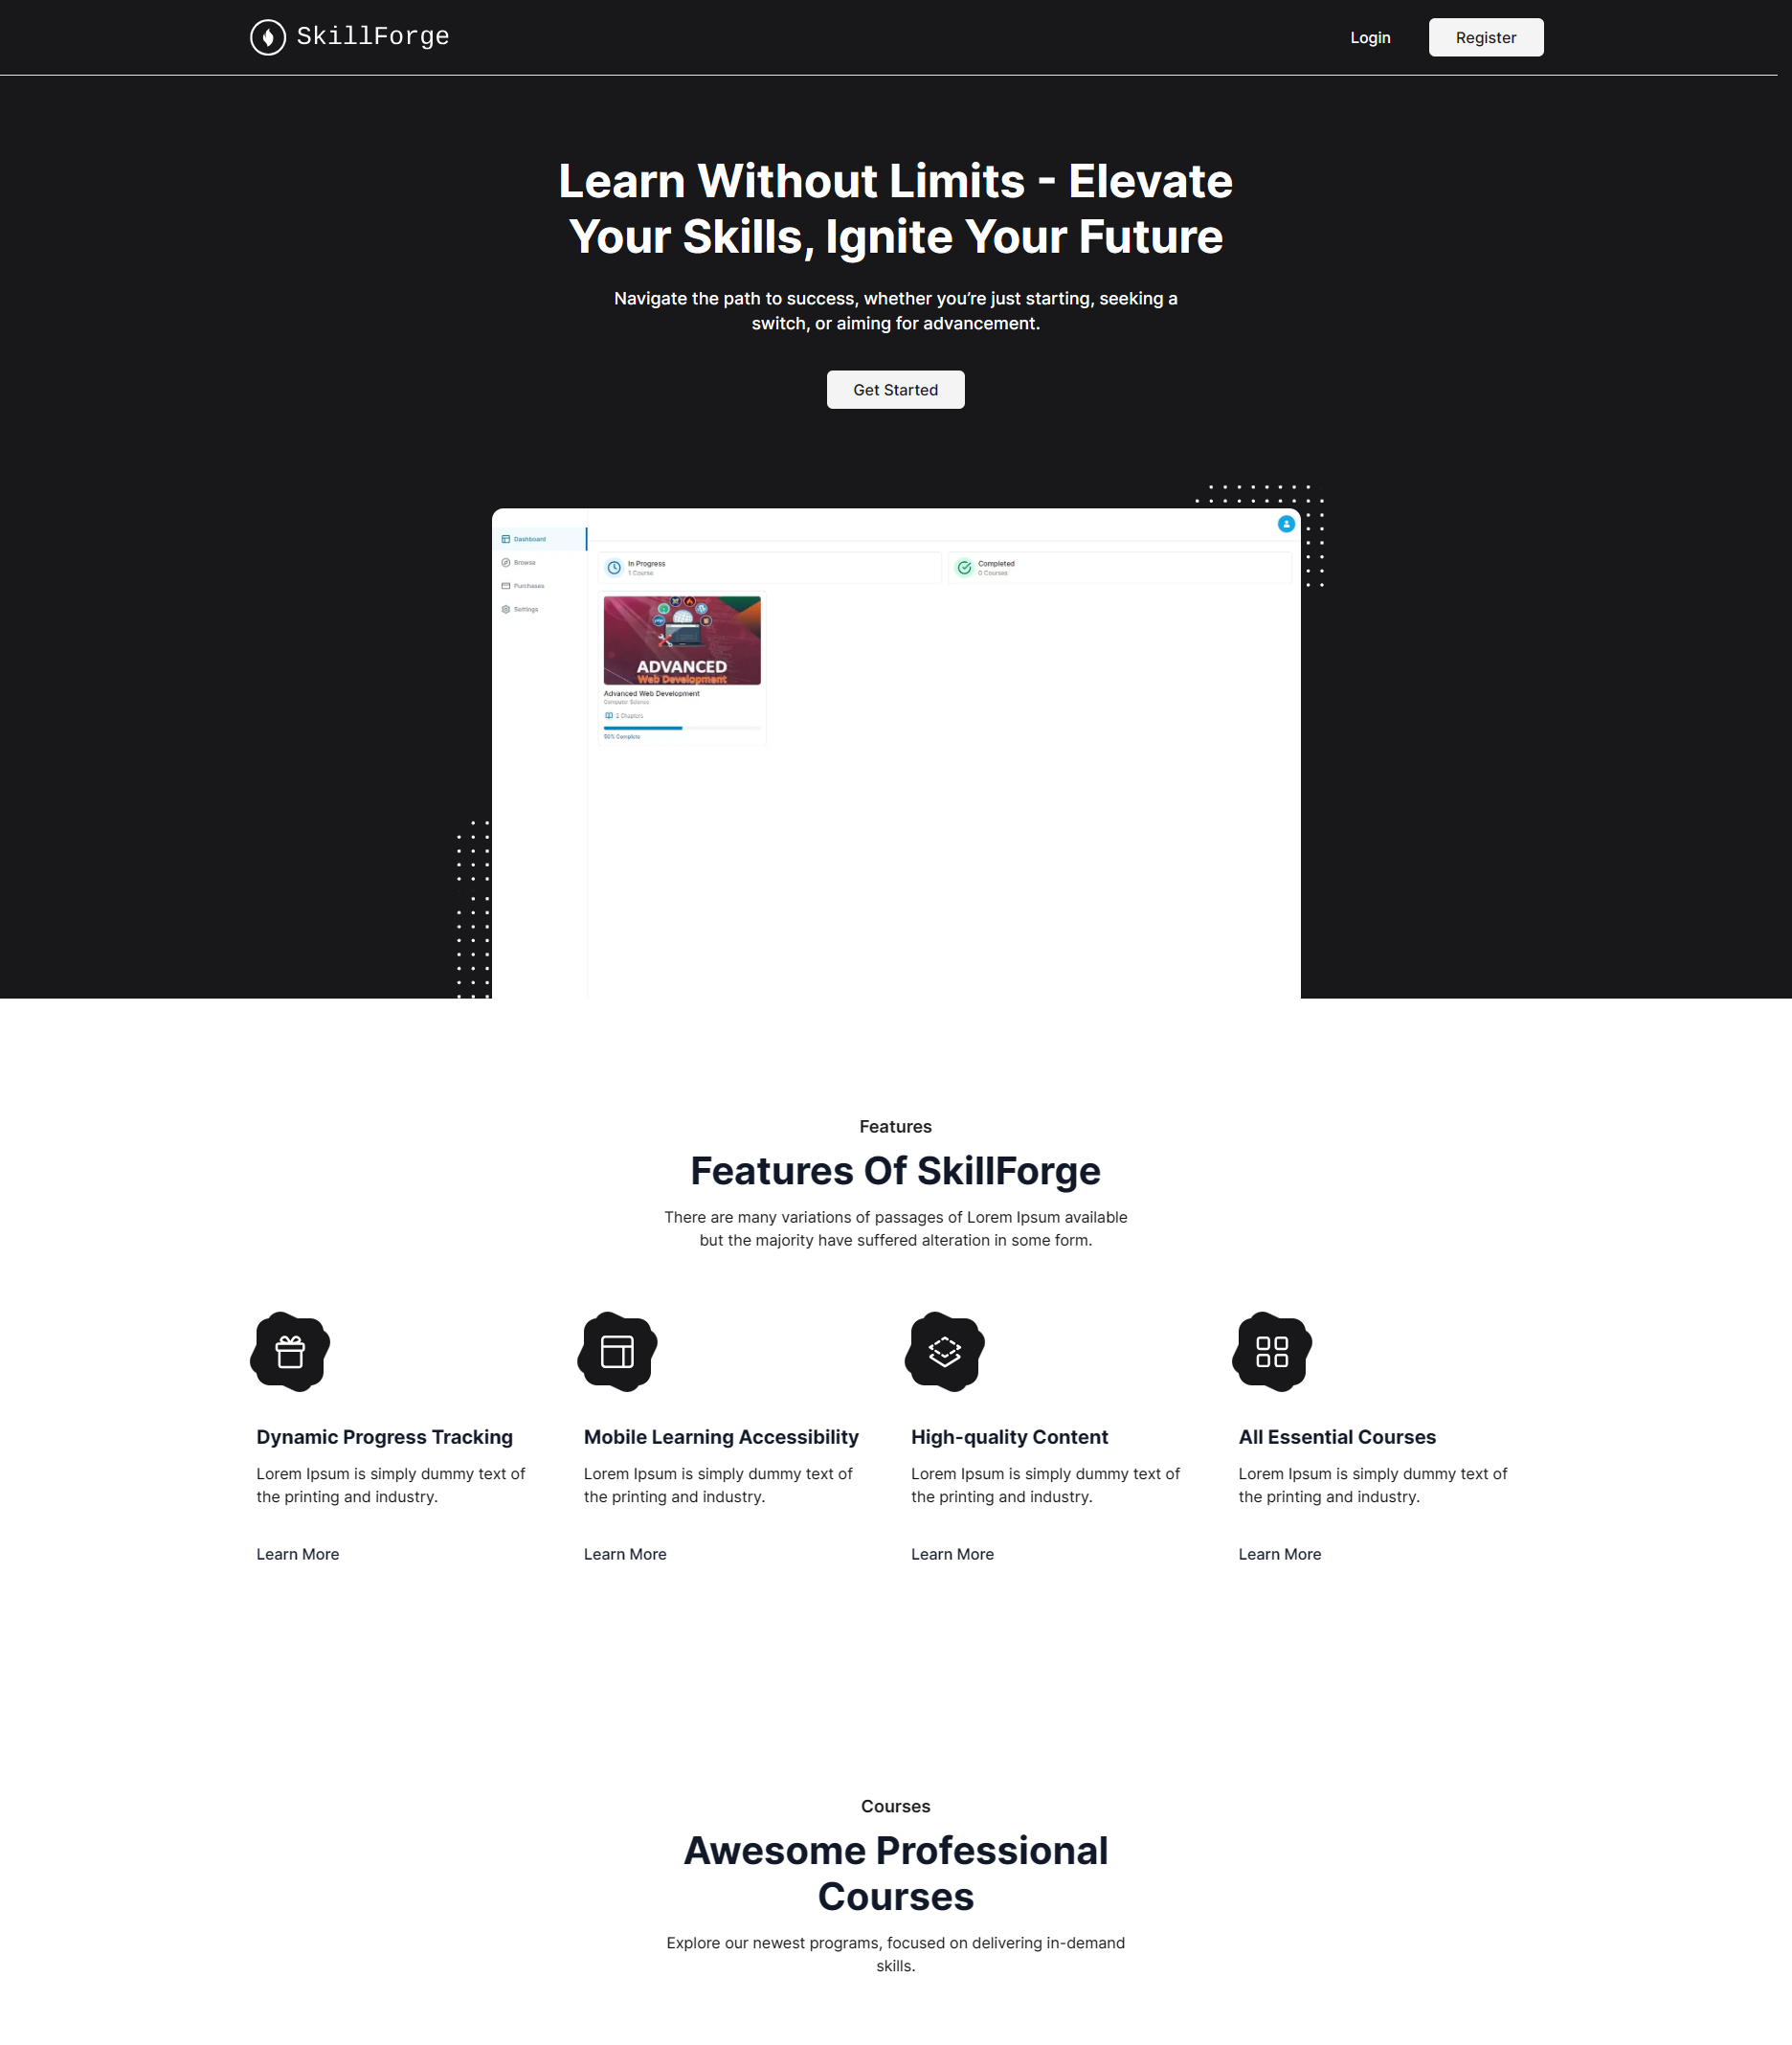 SkillForge
Login
Register
Learn Without Limits - Elevate
Your Skills, Ignite Your Future
Navigate the path to success, whether you’re just starting, seeking a
switch, or aiming for advancement.
Get Started
Dashboard
Browse
Purchases
Settings
In Progress
1 Course
Completed
0 Courses
ADVANCED
Web Development
Advanced Web Development
Computer Science
2 Chapters
50% Complete
Features
Features Of SkillForge
There are many variations of passages of Lorem Ipsum available
but the majority have suffered alteration in some form.
Dynamic Progress Tracking
Lorem Ipsum is simply dummy text of
the printing and industry.
Learn More
Mobile Learning Accessibility
Lorem Ipsum is simply dummy text of
the printing and industry.
Learn More
High-quality Content
Lorem Ipsum is simply dummy text of
the printing and industry.
Learn More
All Essential Courses
Lorem Ipsum is simply dummy text of
the printing and industry.
Learn More
Courses
Awesome Professional
Courses
Explore our newest programs, focused on delivering in-demand
skills.